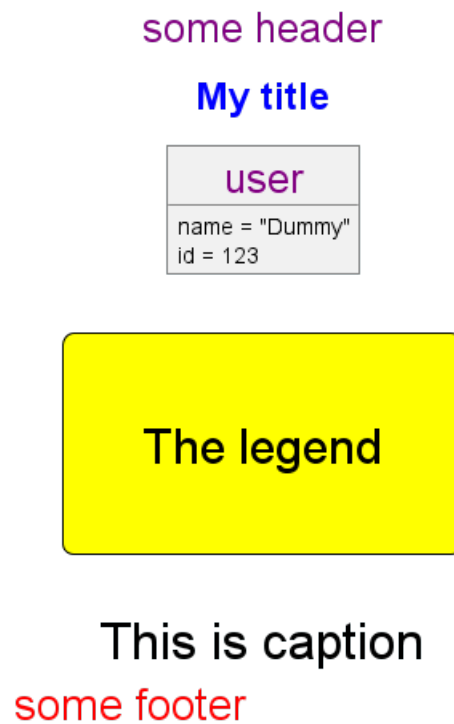 some header
My title
user
name = "Dummy"
id = 123
The legend
This is caption
some footer